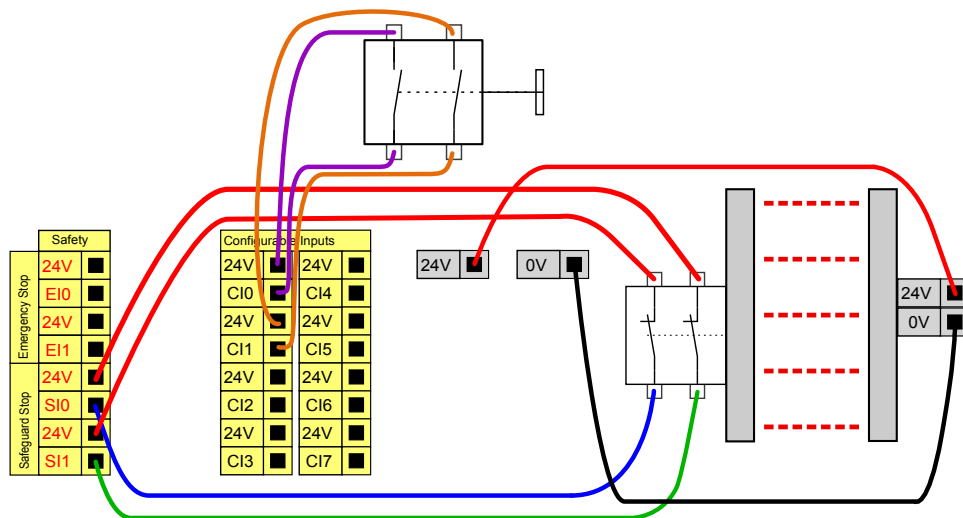 Safety
Emergency Stop
24V
EI0
24V
EI1
Safeguard Stop
24V
SI0
24V
SI1
Configurable Inputs
24V 24V
CI0 CI4
24V 24V
CI1 CI5
24V 24V
CI2 CI6
24V 24V
CI3 CI7
24V
0V
24V
0V